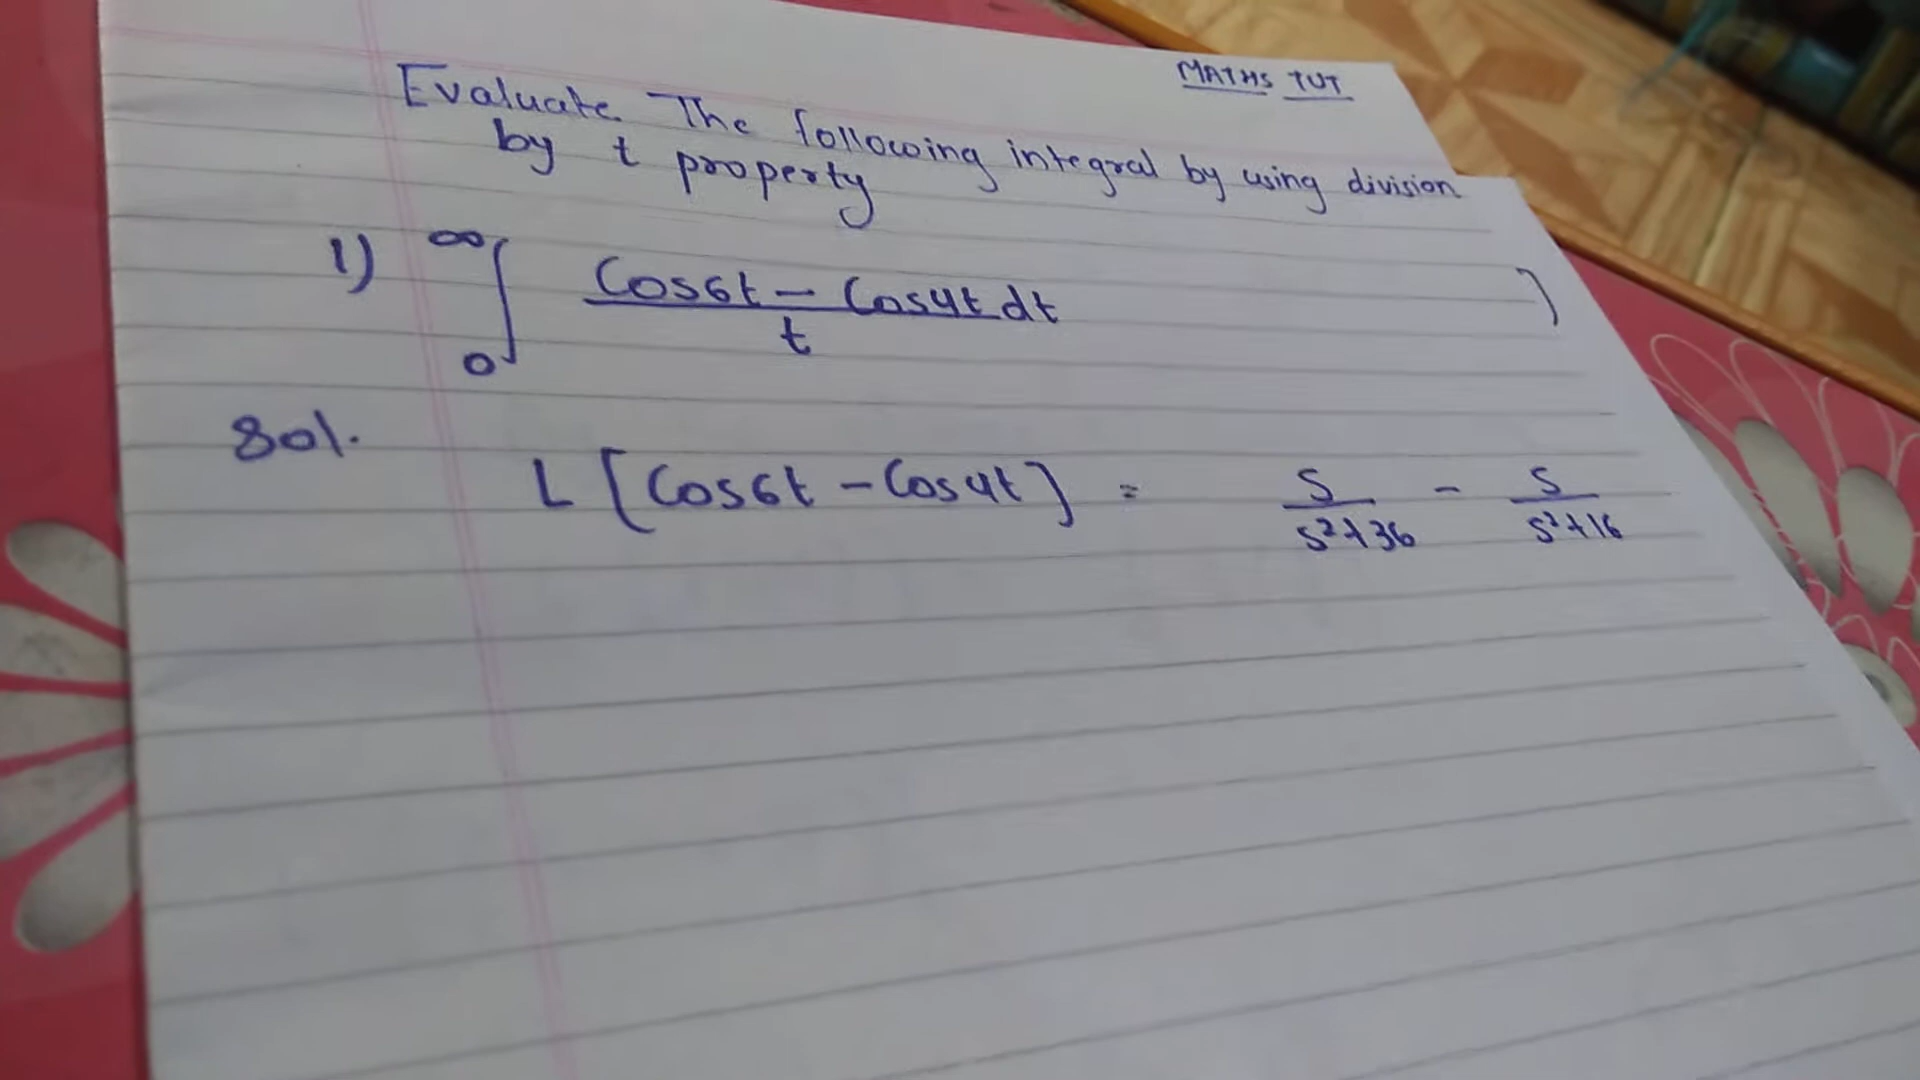 MATHS TUT
Evaluate The following integral by using division
by t property
1) ∞∫0 Cos6t - Cos4t dt / t
Sol.
L [Cos6t - Cos4t] = s/s²+36 - s/s²+16